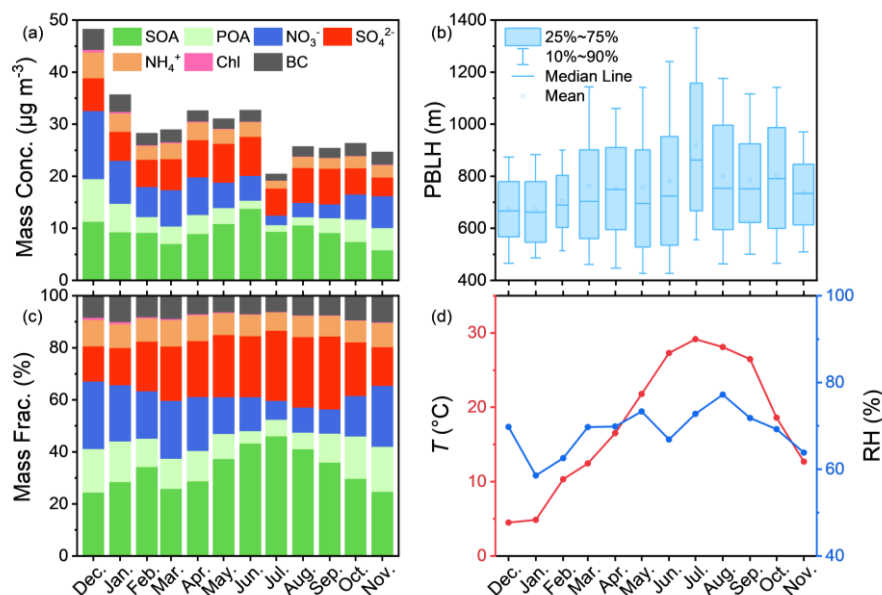 (a)
SOA POA NO₃⁻ SO₄²⁻
NH₄⁺ Chl BC
Mass Conc. (μg m⁻³)
50
40
30
20
10
0
(b)
25%~75%
10%~90%
Median Line
Mean
PBLH (m)
1400
1200
1000
800
600
400
(c)
Mass Frac. (%)
100
80
60
40
20
0
Dec. Jan. Feb. Mar. Apr. May. Jun. Jul. Aug. Sep. Oct. Nov.
(d)
T (°C)
30
20
10
0
RH (%)
100
80
60
40
Dec. Jan. Feb. Mar. Apr. May. Jun. Jul. Aug. Sep. Oct. Nov.